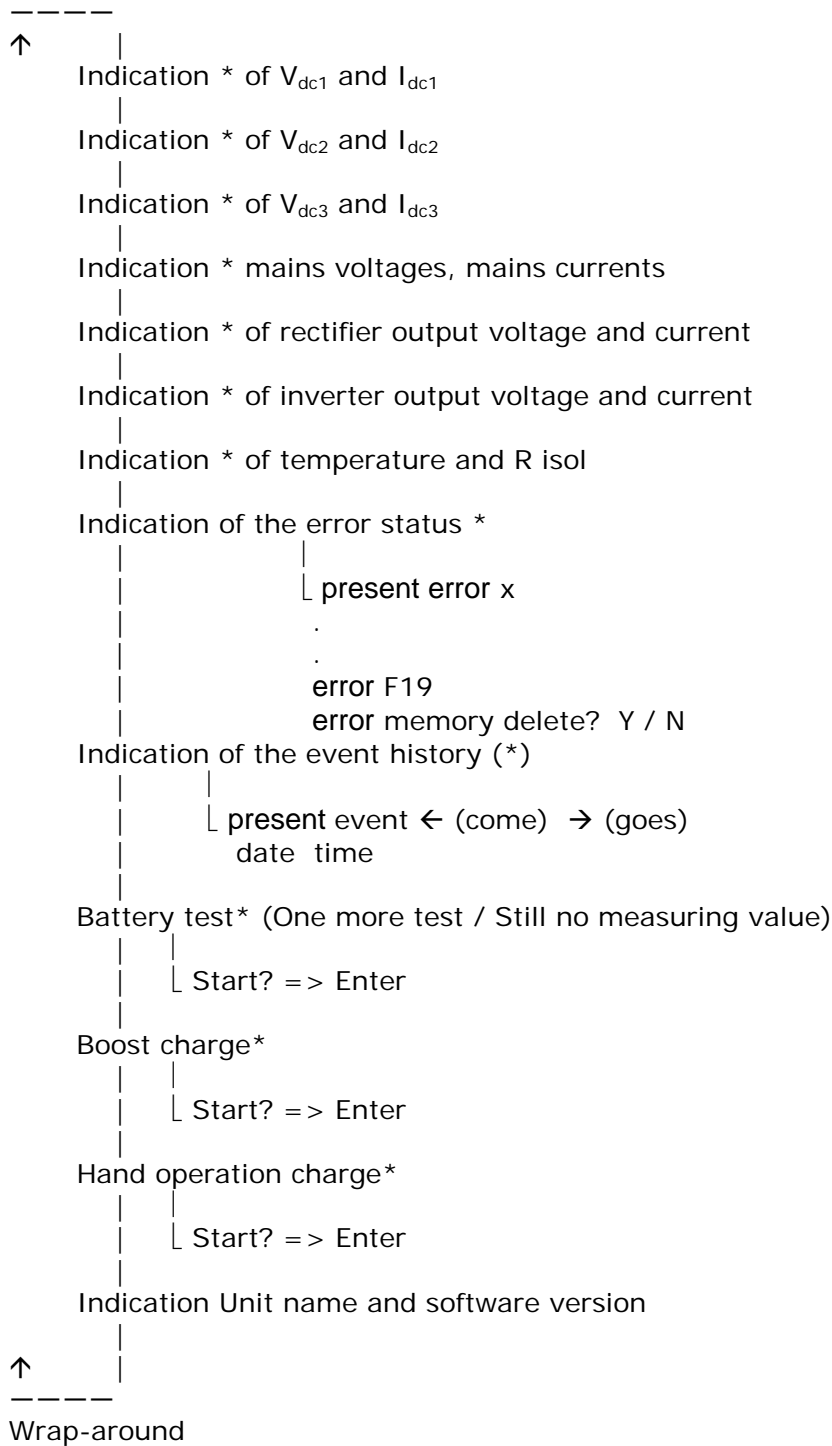 ————
↑ |
Indication * of Vdc1 and Idc1
|
Indication * of Vdc2 and Idc2
|
Indication * of Vdc3 and Idc3
|
Indication * mains voltages, mains currents
|
Indication * of rectifier output voltage and current
|
Indication * of inverter output voltage and current
|
Indication * of temperature and R isol
|
Indication of the error status *
| |
| ⌊ present error x
| .
| .
| error F19
| error memory delete? Y / N
Indication of the event history (*)
| |
| ⌊ present event ← (come) → (goes)
| date time
|
Battery test* (One more test / Still no measuring value)
| |
| ⌊ Start? => Enter
|
Boost charge*
| |
| ⌊ Start? => Enter
|
Hand operation charge*
| |
| ⌊ Start? => Enter
|
Indication Unit name and software version
|
↑ |
————
Wrap-around